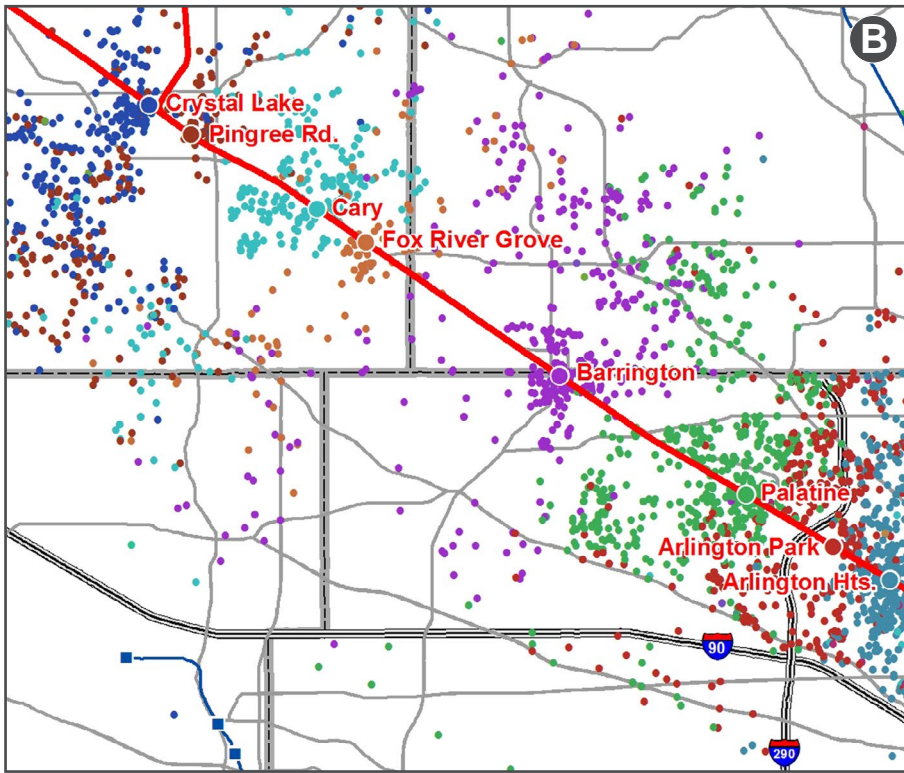 B
Crystal Lake
Pingree Rd.
Cary
Fox River Grove
Barrington
Palatine
Arlington Park
Arlington Hts.
90
290